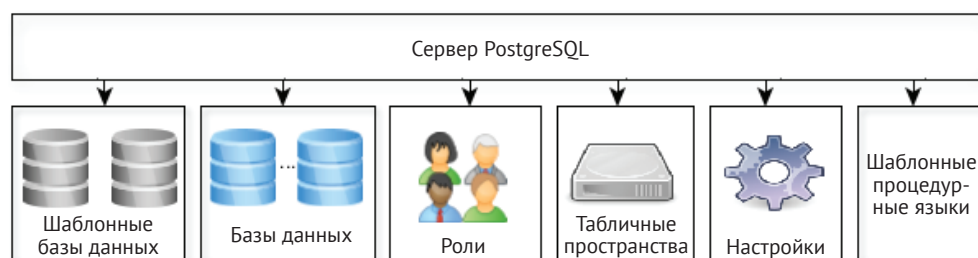 Сервер PostgreSQL
Шаблонные
базы данных
...
Базы данных
Роли
Табличные
пространства
Настройки
Шаблонные
процедур-
ные языки